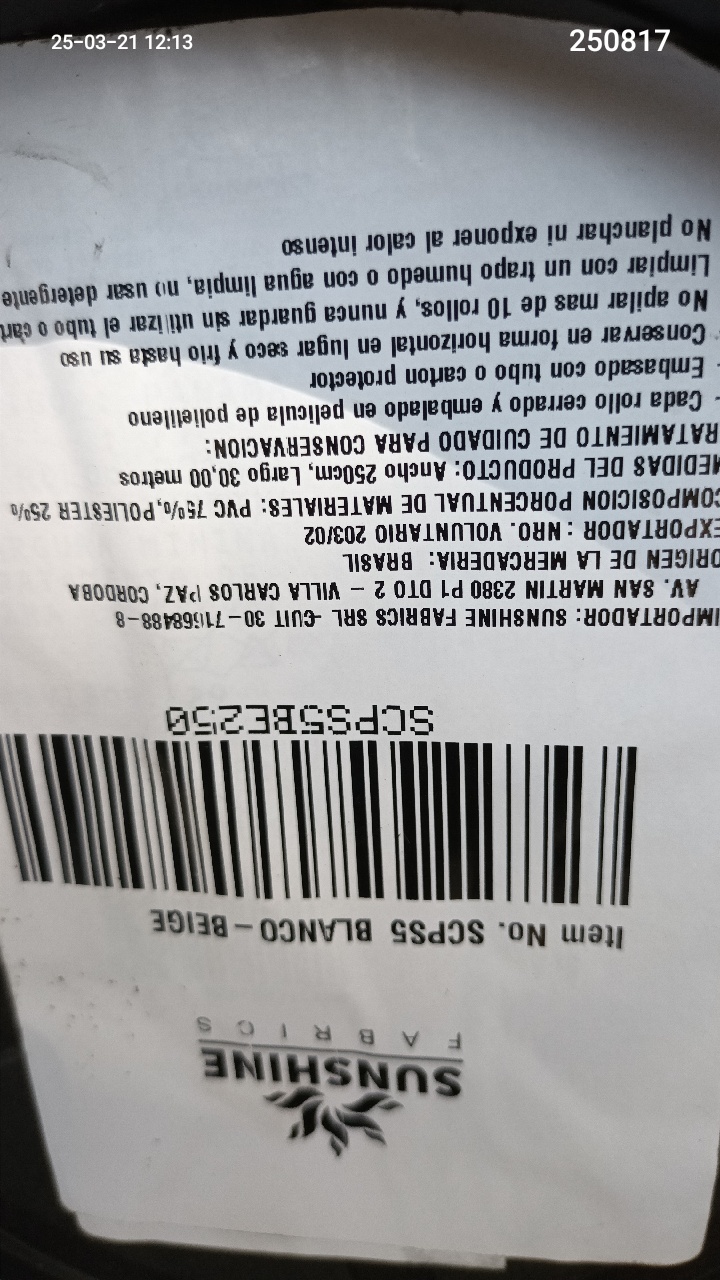 25-03-21 12:13
250817
SUNSHINE
FABRICS
Item No. SCPS5 BLANCO - BEIGE
SCPS5BE250
IMPORTADOR: SUNSHINE FABRICS SRL -CUIT
AV. SAN MARTIN 2380 P1 DTO 2 - VILLA CARLOS PAZ, CORDOBA
ORIGEN DE LA MERCADERIA: BRASIL
EXPORTADOR : NRO. VOLUNTARIO 203/02
COMPOSICION PORCENTUAL DE MATERIALES: PVC 75%,POLIESTER 25%
MEDIDAS DEL PRODUCTO: Ancho 250cm, Largo 30,00 metros
RATAMIENTO DE CUIDADO PARA CONSERVACION:
- Cada rollo cerrado y embalado en pelicula de polietileno
- Embasado con tubo o carton protector
- Conservar en forma horizontal en lugar seco y frio hasta su uso
No apilar mas de 10 rollos, y nunca guardar sin utilizar el tubo o
Limpiar con un trapo humedo o con agua limpia, no usar detergente
No planchar ni exponer al calor intenso